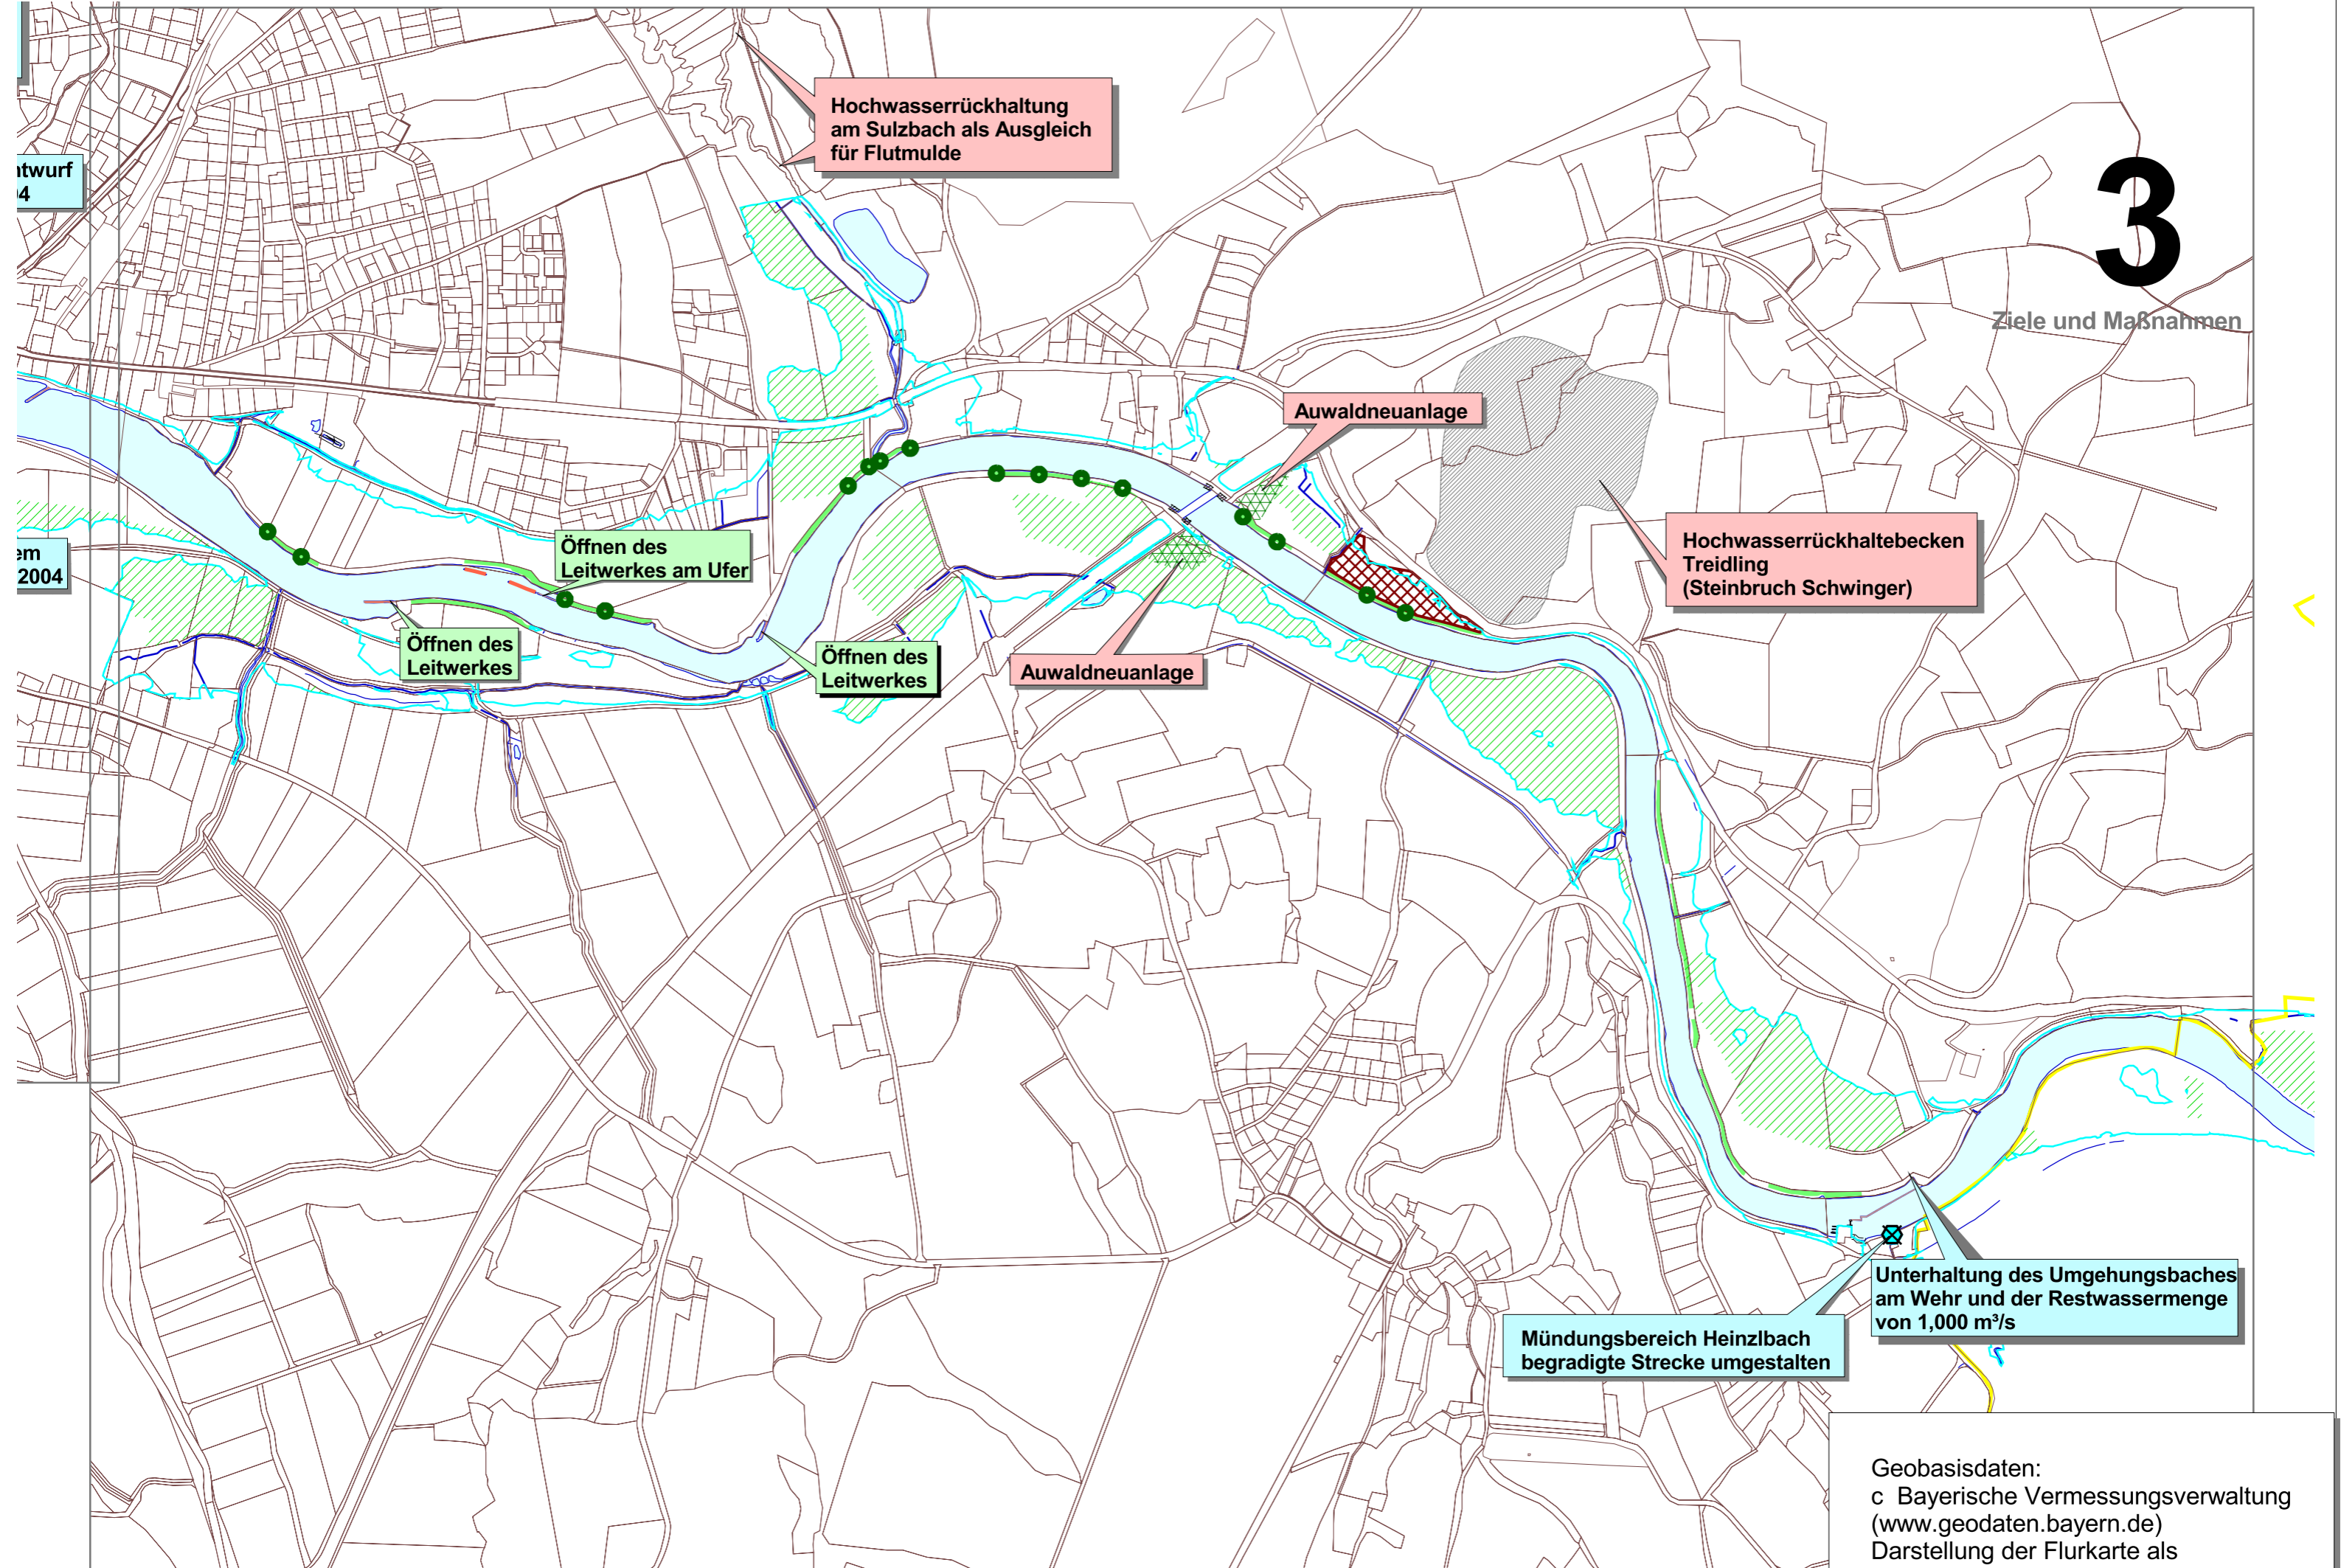 Hochwasserrückhaltung
am Sulzbach als Ausgleich
für Flutmulde
4
3
Ziele und Maßnahmen
em
2004
Auwaldneuanlage
Öffnen des
Leitwerkes am Ufer
Hochwasserrückhaltebecken
Treidling
(Steinbruch Schwinger)
Öffnen des
Leitwerkes
Öffnen des
Leitwerkes
Auwaldneuanlage
Unterhaltung des Umgehungsbaches
am Wehr und der Restwassermenge
von 1,000 m³/s
Mündungsbereich Heinzlbach
begradigte Strecke umgestalten
Geobasisdaten:
c Bayerische Vermessungsverwaltung
(www.geodaten.bayern.de)
Darstellung der Flurkarte als